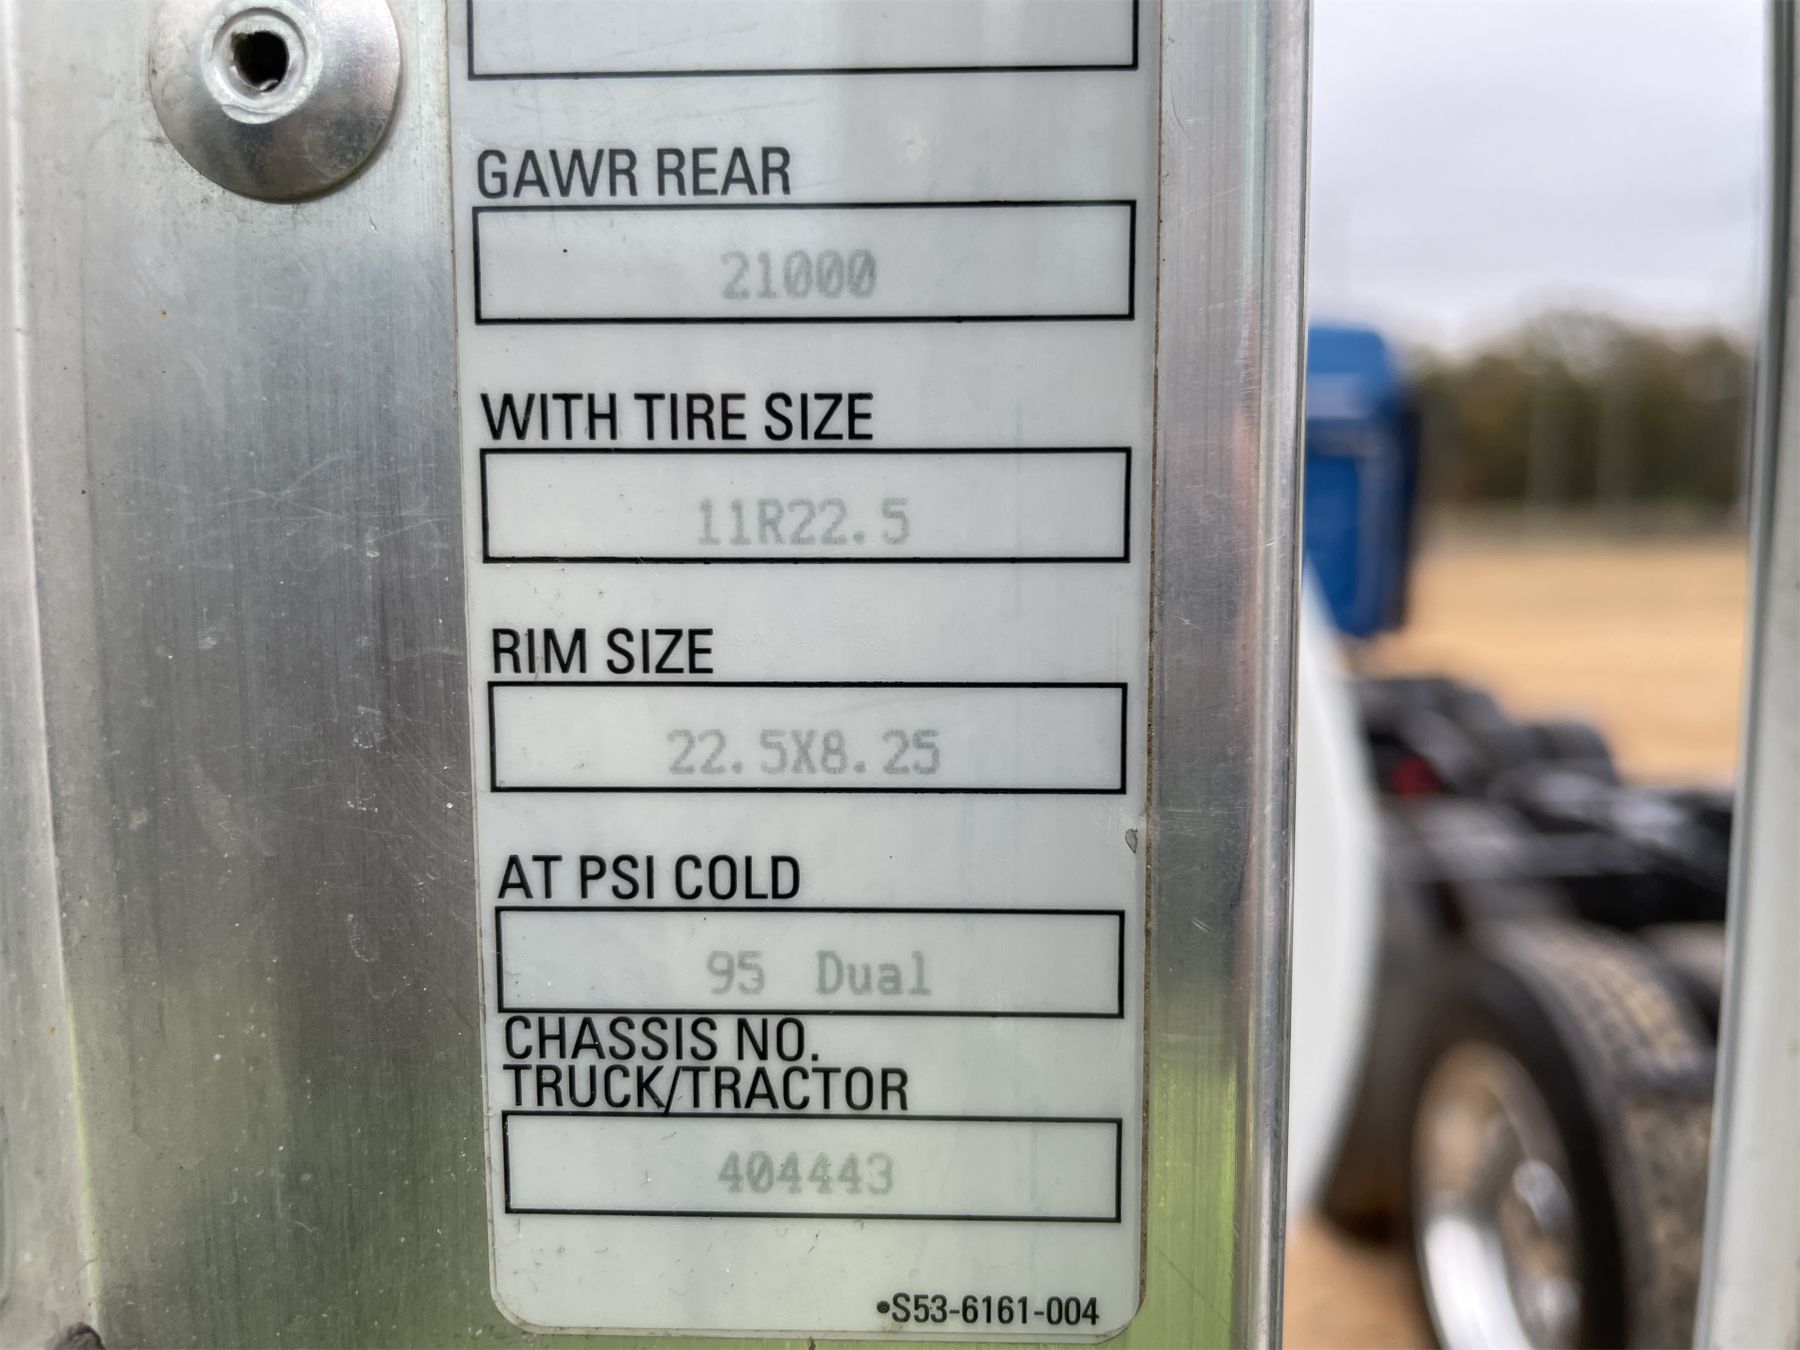 GAWR REAR
21000
WITH TIRE SIZE
11R22.5
RIM SIZE
22.5X8.25
AT PSI COLD
95 Dual
CHASSIS NO.
TRUCK/TRACTOR
404443
•S53-6161-004